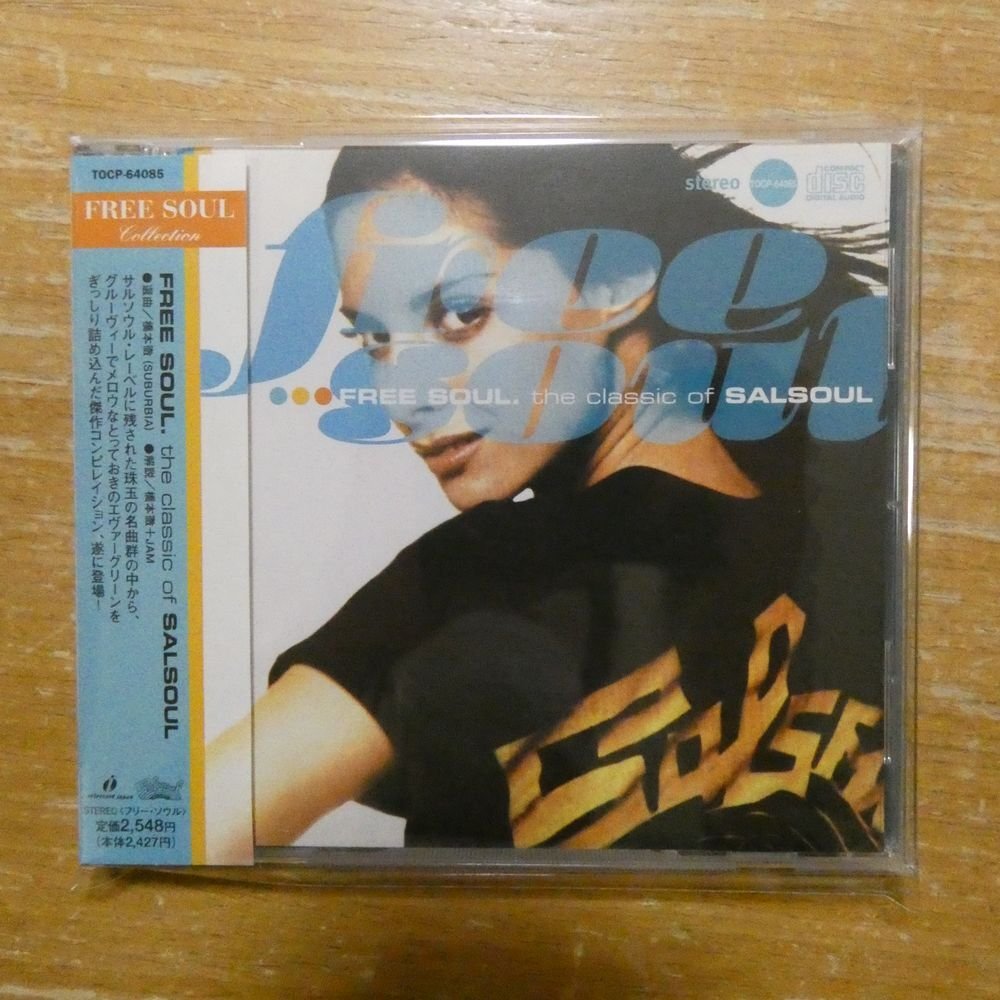 TOCP-64085
FREE SOUL
Collection
FREE SOUL. the classic of SALSOUL
●選曲／橋本徹 (SUBURBIA) ●解説／橋本徹＋JAM
サルソウル・レーベルに残された珠玉の名曲群の中から、
グルーヴィーでメロウなとっておきのエヴァーグリーンを
ぎっしり詰め込んだ傑作コンピレイション、遂に登場！
STEREO〈フリー・ソウル〉
定価2,548円
(本体2,427円)
stereo
TOCP-64085
COMPACT
disc
DIGITAL AUDIO
free
soul
FREE SOUL. the classic of SALSOUL
Salsou